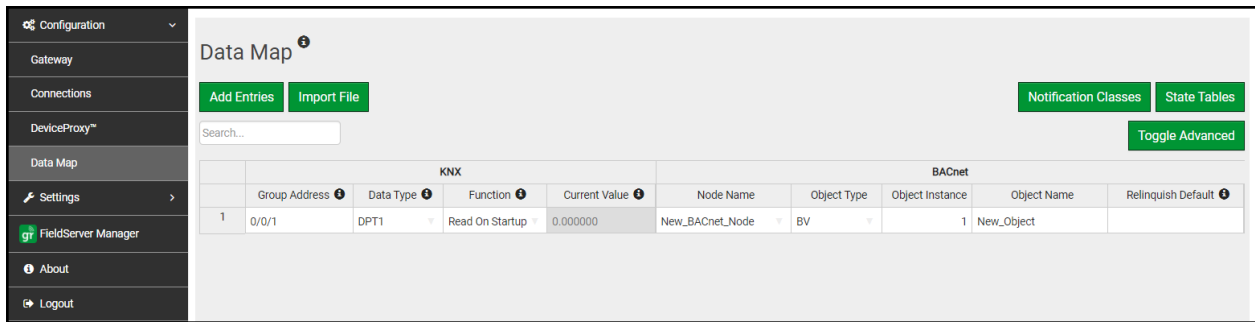 Configuration
Gateway
Connections
DeviceProxy™
Data Map
Settings
gr FieldServer Manager
About
Logout
Data Map
Add Entries Import File
Notification Classes State Tables
Search...
Toggle Advanced
KNX BACnet
Group Address Data Type Function Current Value Node Name Object Type Object Instance Object Name Relinquish Default
1 0/0/1 DPT1 Read On Startup 0.000000 New_BACnet_Node BV 1 New_Object